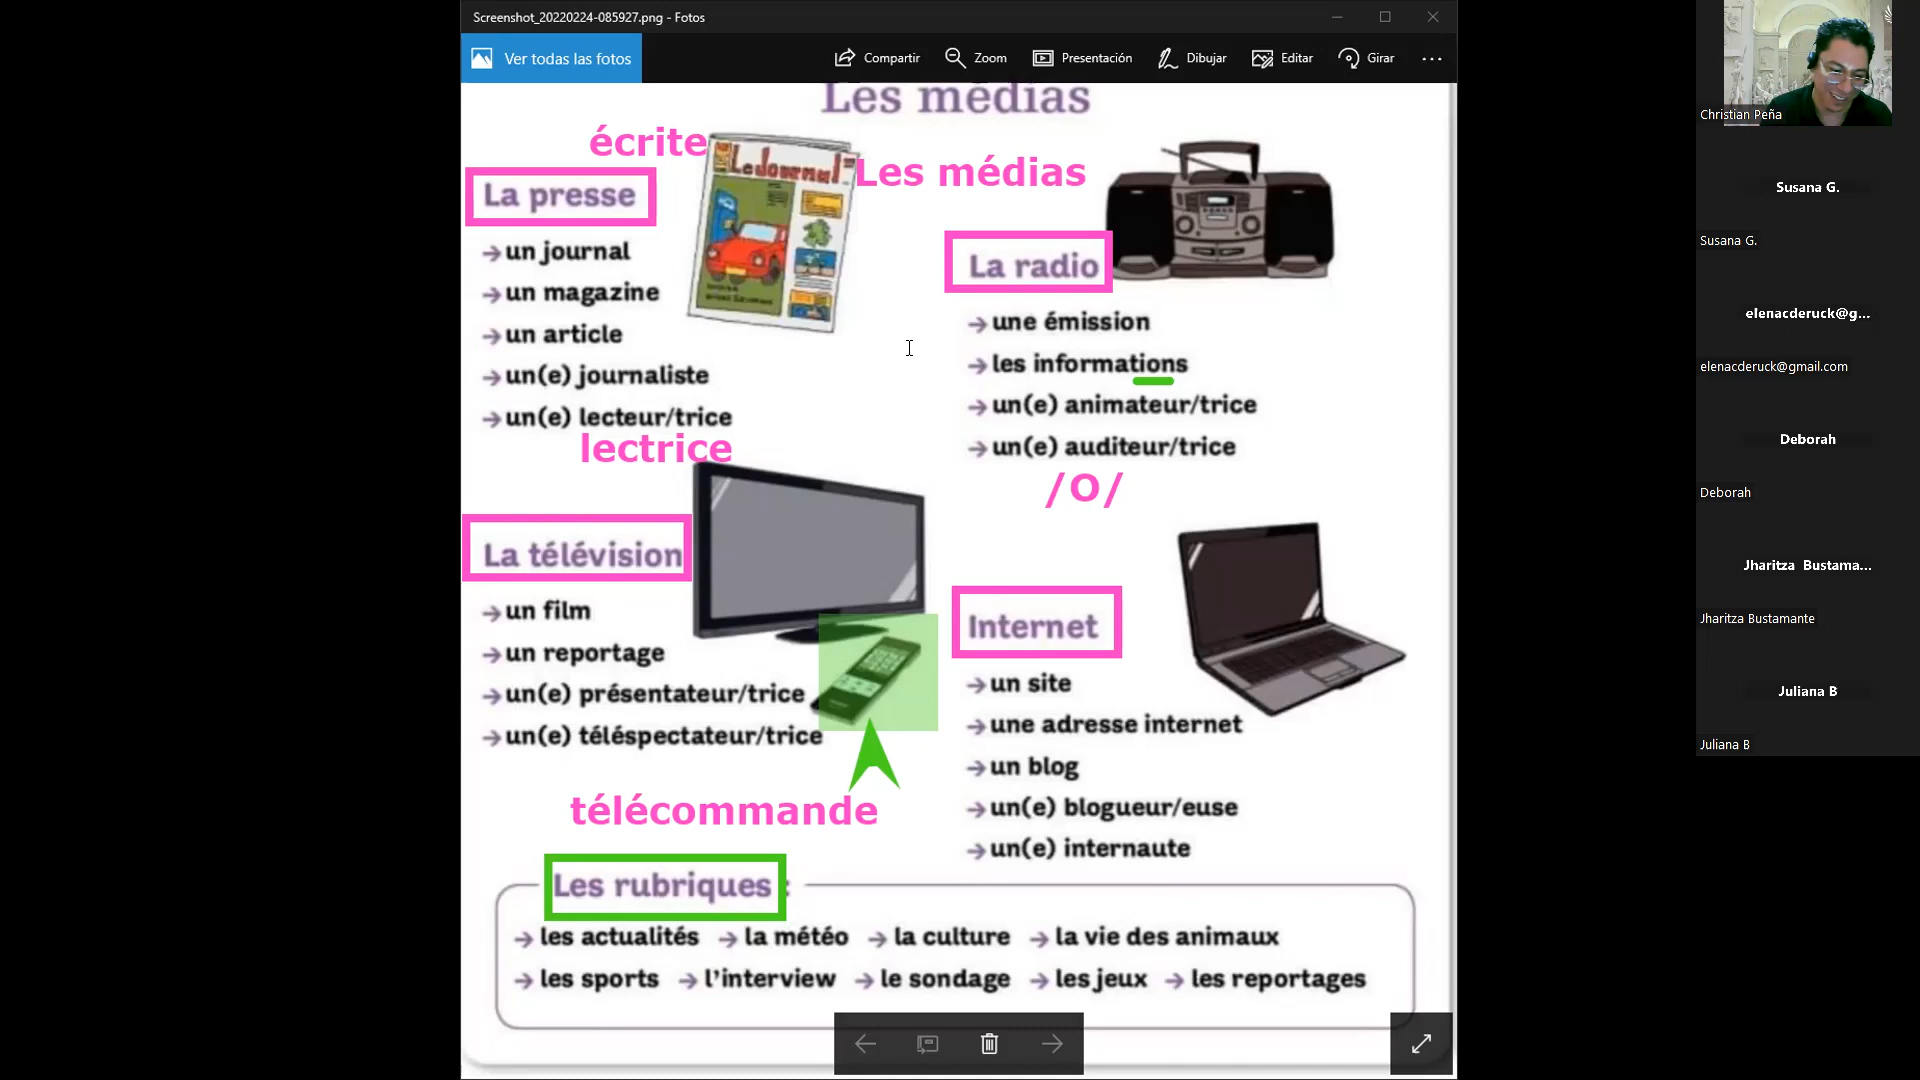 Screenshot_20220224-085927.png - Fotos
Ver todas las fotos
Compartir
Zoom
Presentación
Dibujar
Editar
Girar
Les médias
écrite
Le Journal
Les médias
La presse
→ un journal
→ un magazine
→ un article
→ un(e) journaliste
→ un(e) lecteur/trice
lectrice
La radio
→ une émission
→ les informations
→ un(e) animateur/trice
→ un(e) auditeur/trice
/O/
La télévision
→ un film
→ un reportage
→ un(e) présentateur/trice
→ un(e) téléspectateur/trice
télécommande
Internet
→ un site
→ une adresse internet
→ un blog
→ un(e) blogueur/euse
→ un(e) internaute
Les rubriques :
→ les actualités → la météo → la culture → la vie des animaux
→ les sports → l'interview → le sondage → les jeux → les reportages
Christian Peña
Susana G.
Susana G.
elenacderuck@g...
elenacderuck@gmail.com
Deborah
Deborah
Jharitza Bustama...
Jharitza Bustamante
Juliana B
Juliana B